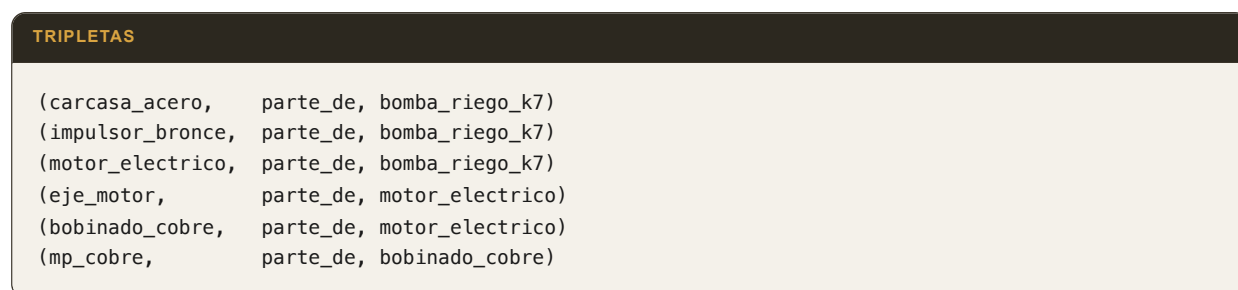 TRIPLETAS
(carcasa_acero,    parte_de, bomba_riego_k7)
(impulsor_bronce,  parte_de, bomba_riego_k7)
(motor_electrico,  parte_de, bomba_riego_k7)
(eje_motor,        parte_de, motor_electrico)
(bobinado_cobre,   parte_de, motor_electrico)
(mp_cobre,         parte_de, bobinado_cobre)